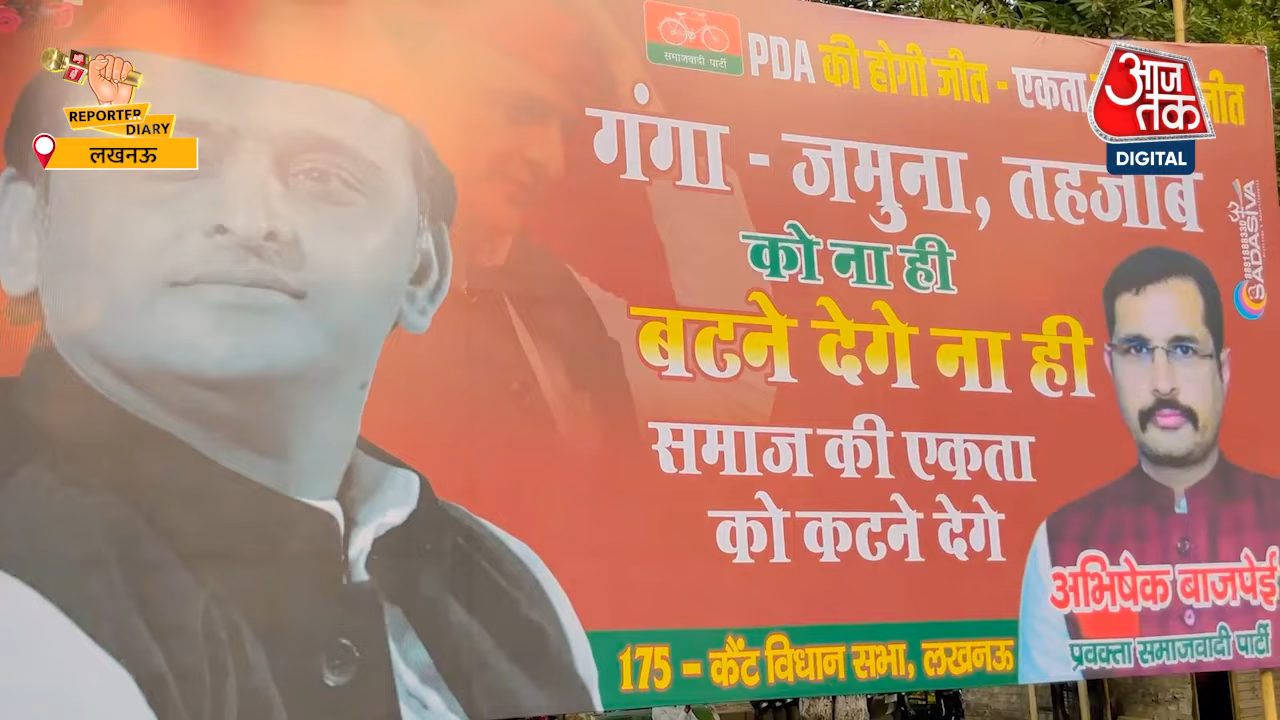 REPORTER
DIARY
लखनऊ
समाजवादी पार्टी
PDA की होगी जीत - एकता
जीत
आज
तक
DIGITAL
गंगा - जमुना, तहजीब
को ना ही
बटने देगे ना ही
समाज की एकता
को कटने देगे
SADASIVA
अभिषेक बाजपेई
प्रवक्ता समाजवादी पार्टी
175 - कैंट विधान सभा, लखनऊ